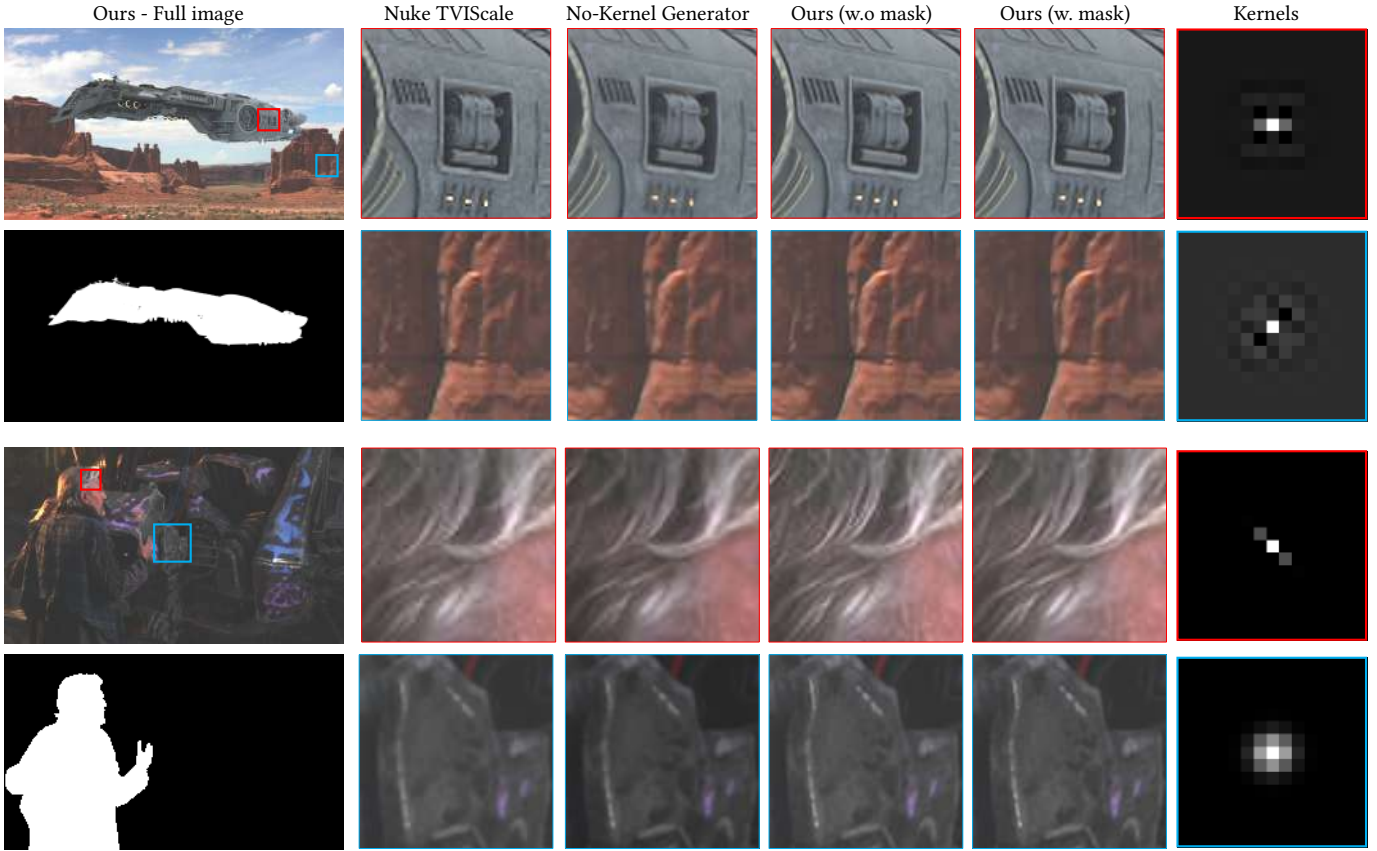 Ours - Full image
Nuke TVIScale
No-Kernel Generator
Ours (w.o mask)
Ours (w. mask)
Kernels